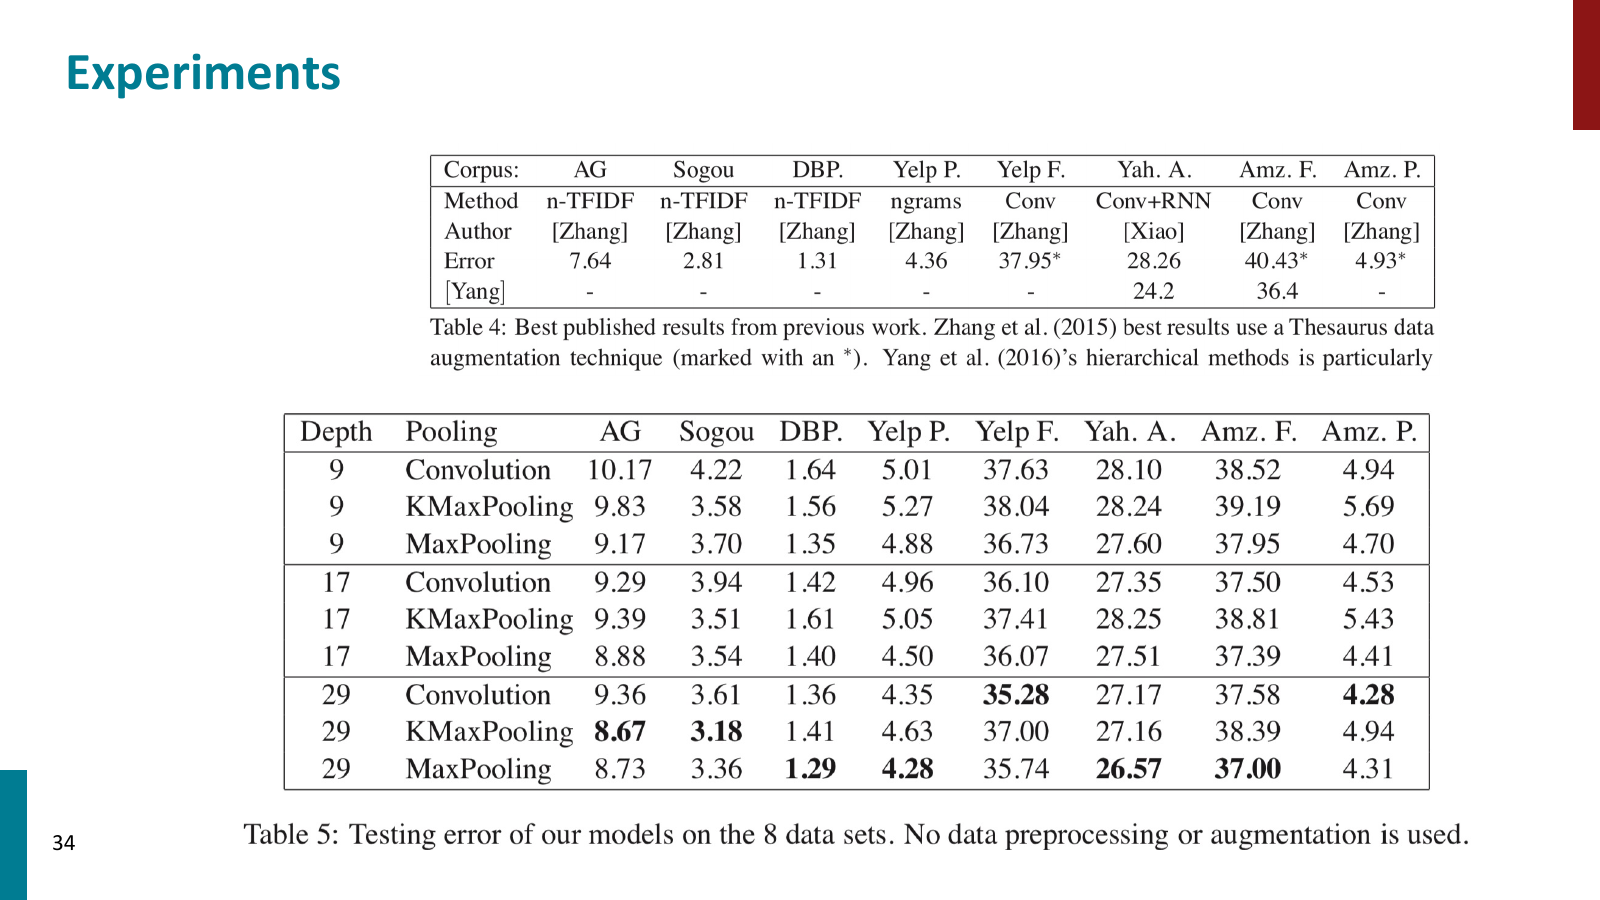 Experiments
Corpus: AG Sogou DBP. Yelp P. Yelp F. Yah. A. Amz. F. Amz. P.
Method n-TFIDF n-TFIDF n-TFIDF ngrams Conv Conv+RNN Conv Conv
Author [Zhang] [Zhang] [Zhang] [Zhang] [Zhang] [Xiao] [Zhang] [Zhang]
Error 7.64 2.81 1.31 4.36 37.95* 28.26 40.43* 4.93*
[Yang] - - - - - 24.2 36.4 -
Table 4: Best published results from previous work. Zhang et al. (2015) best results use a Thesaurus data
augmentation technique (marked with an *). Yang et al. (2016)'s hierarchical methods is particularly
Depth Pooling AG Sogou DBP. Yelp P. Yelp F. Yah. A. Amz. F. Amz. P.
9 Convolution 10.17 4.22 1.64 5.01 37.63 28.10 38.52 4.94
9 KMaxPooling 9.83 3.58 1.56 5.27 38.04 28.24 39.19 5.69
9 MaxPooling 9.17 3.70 1.35 4.88 36.73 27.60 37.95 4.70
17 Convolution 9.29 3.94 1.42 4.96 36.10 27.35 37.50 4.53
17 KMaxPooling 9.39 3.51 1.61 5.05 37.41 28.25 38.81 5.43
17 MaxPooling 8.88 3.54 1.40 4.50 36.07 27.51 37.39 4.41
29 Convolution 9.36 3.61 1.36 4.35 35.28 27.17 37.58 4.28
29 KMaxPooling 8.67 3.18 1.41 4.63 37.00 27.16 38.39 4.94
29 MaxPooling 8.73 3.36 1.29 4.28 35.74 26.57 37.00 4.31
Table 5: Testing error of our models on the 8 data sets. No data preprocessing or augmentation is used.
34